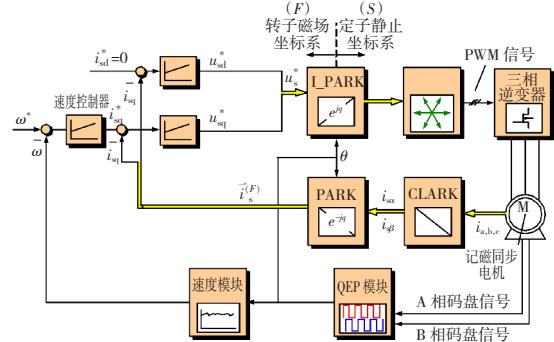 (F)
(S)
转子磁场
坐标系
定子静止
坐标系
i*sd=0
u*sd
u*s
I_PARK
e^jq
PWM 信号
三相
逆变器
速度控制器
ω*
ω
i*sq
isq
isq
u*sq
θ
i⃗s(F)
PARK
e^-jq
isα
isβ
CLARK
ia,b,c
M
记磁同步
电机
速度模块
QEP 模块
A 相码盘信号
B 相码盘信号